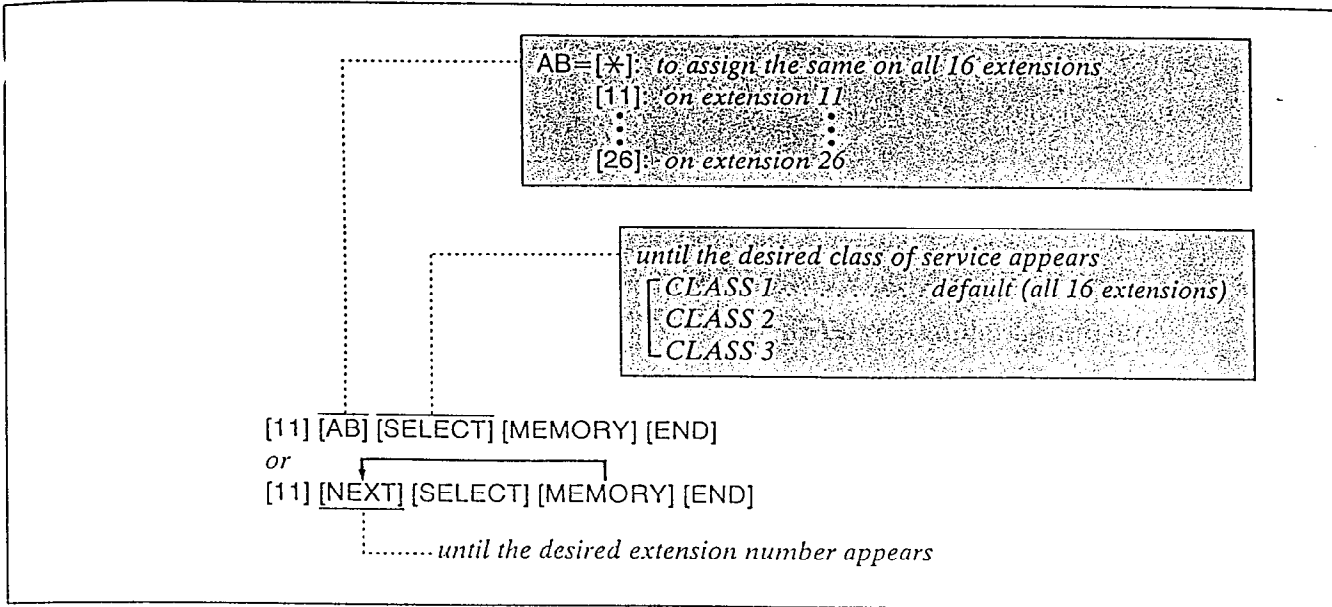 AB=[*]: to assign the same on all 16 extensions
[11]: on extension 11
[26]: on extension 26
until the desired class of service appears
CLASS 1 .......... default (all 16 extensions)
CLASS 2
CLASS 3
[11] [AB] [SELECT] [MEMORY] [END]
or
[11] [NEXT] [SELECT] [MEMORY] [END]
until the desired extension number appears